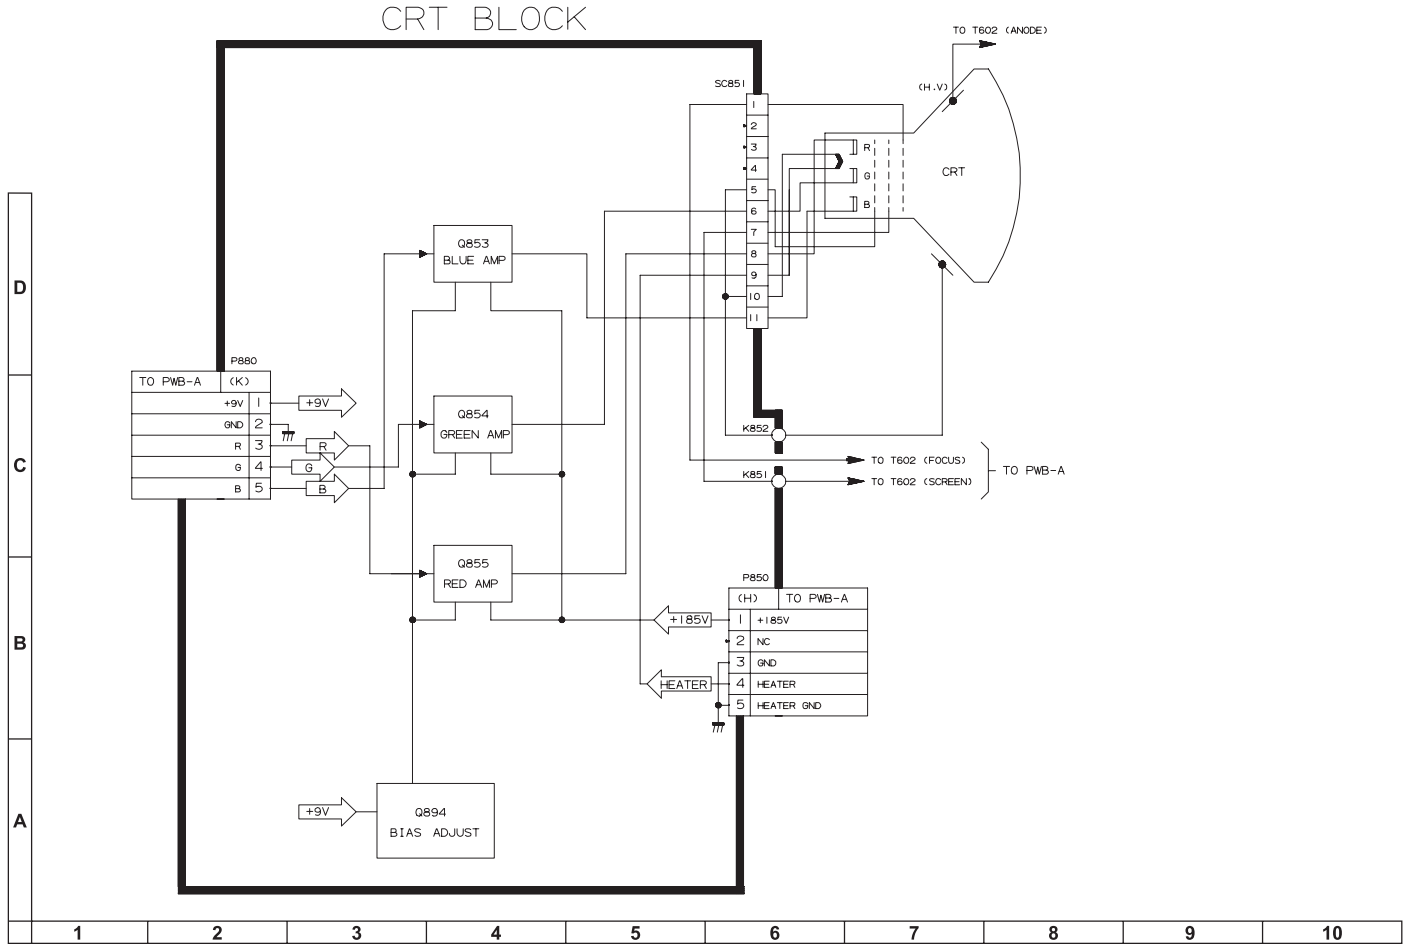 CRT BLOCK
TO T602 (ANODE)
SC851
(H.V)
1
2
3
4
5
6
7
8
9
10
11
R
G
B
CRT
Q853
BLUE AMP
P880
TO PWB-A (K)
+9V 1
GND 2
R 3
G 4
B 5
+9V
R
G
B
Q854
GREEN AMP
K852
TO T602 (FOCUS)
K851
TO T602 (SCREEN)
TO PWB-A
Q855
RED AMP
P850
(H) TO PWB-A
1 +185V
2 NC
3 GND
4 HEATER
5 HEATER GND
+185V
HEATER
+9V
Q894
BIAS ADJUST
D
C
B
A
1 2 3 4 5 6 7 8 9 10